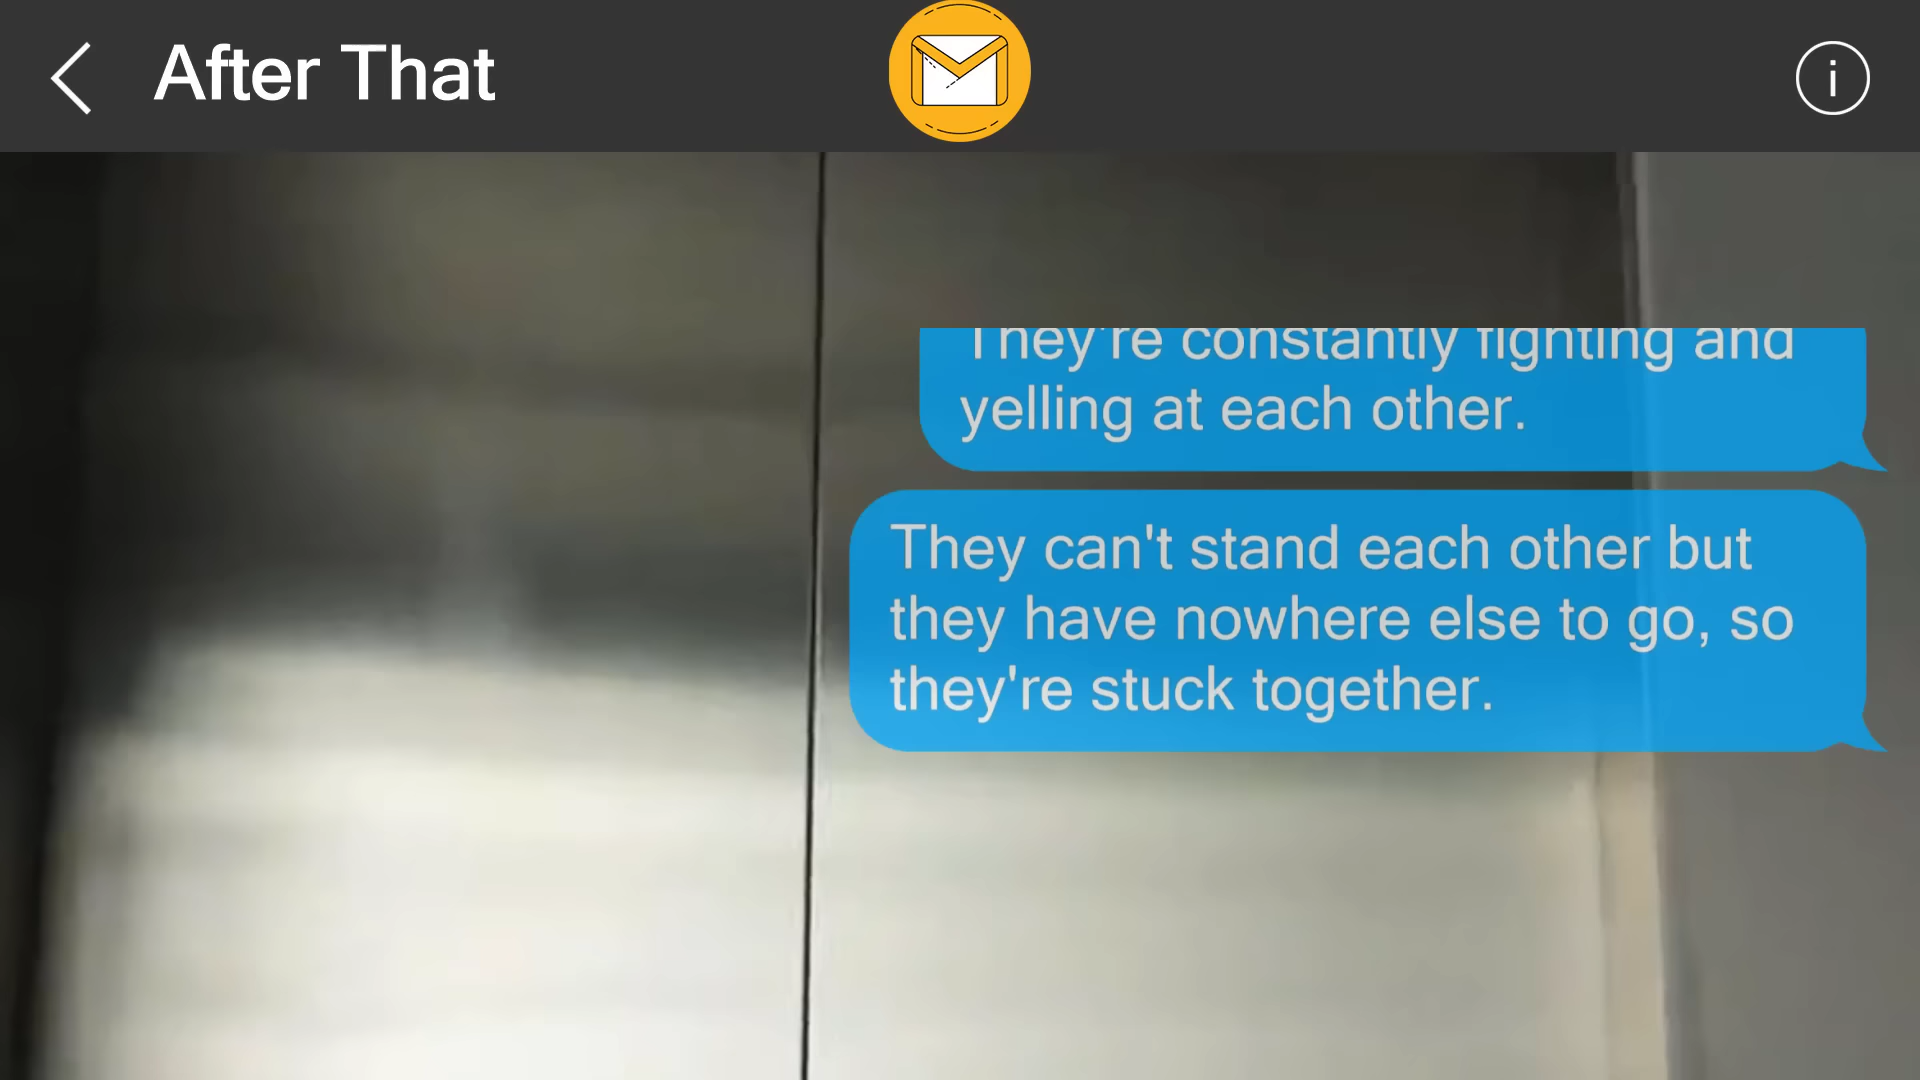 After That
They're constantly fighting and
yelling at each other.
They can't stand each other but
they have nowhere else to go, so
they're stuck together.